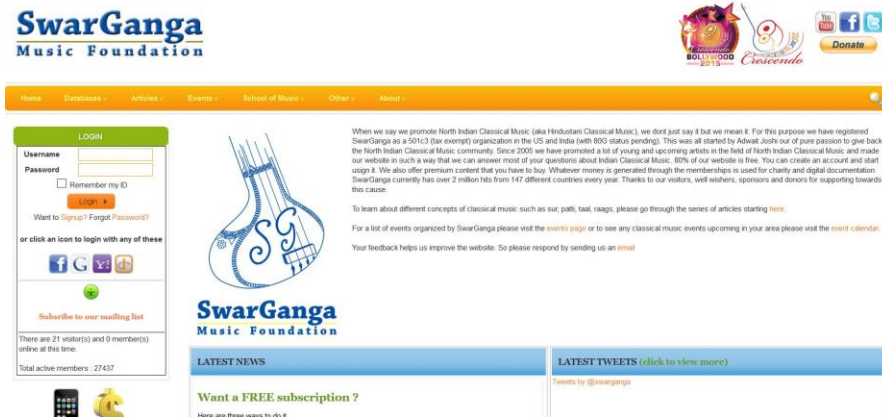 SwarGanga
Music Foundation
BOLLYWOOD
2015
Crescendo
Crescendo
You
Tube
Donate
Home Databases Articles Events School of Music Other About
LOGIN
Username
Password
Remember my ID
Login
Want to Signup? Forgot Password?
or click an icon to login with any of these
Subsribe to our mailing list
There are 21 visitor(s) and 0 member(s)
online at this time.
Total active members : 27437
SG
SwarGanga
Music Foundation
When we say we promote North Indian Classical Music (aka Hindustani Classical Music), we dont just say it but we mean it. For this purpose we have registered
SwarGanga as a 501c3 (tax exempt) organization in the US and India (with 80G status pending). This was all started by Adwait Joshi our of pure passion to give back
the North Indian Classical Music community. Since 2005 we have promoted a lot of young and upcoming artists in the field of North Indian Classical Music and made
our website in such a way that we can answer most of your questions about Indian Classical Music. 80% of our website is free. You can create an account and start
usign it. We also offer premium content that you have to buy. Whatever money is generated through the memberships is used for charity and digital documentation.
SwarGanga currently has over 2 million hits from 147 different countries every year. Thanks to our visitors, well wishers, sponsors and donors for supporting towards
this cause.
To learn about different concepts of classical music such as sur, patti, taal, raags, please go through the series of articles starting here.
For a list of events organized by SwarGanga please visit the events page or to see any classical music events upcoming in your area please visit the event calendar.
Your feedback helps us improve the website. So please respond by sending us an email
LATEST NEWS
Want a FREE subscription ?
Here are three ways to do it
LATEST TWEETS (click to view more)
Tweets by @swarganga